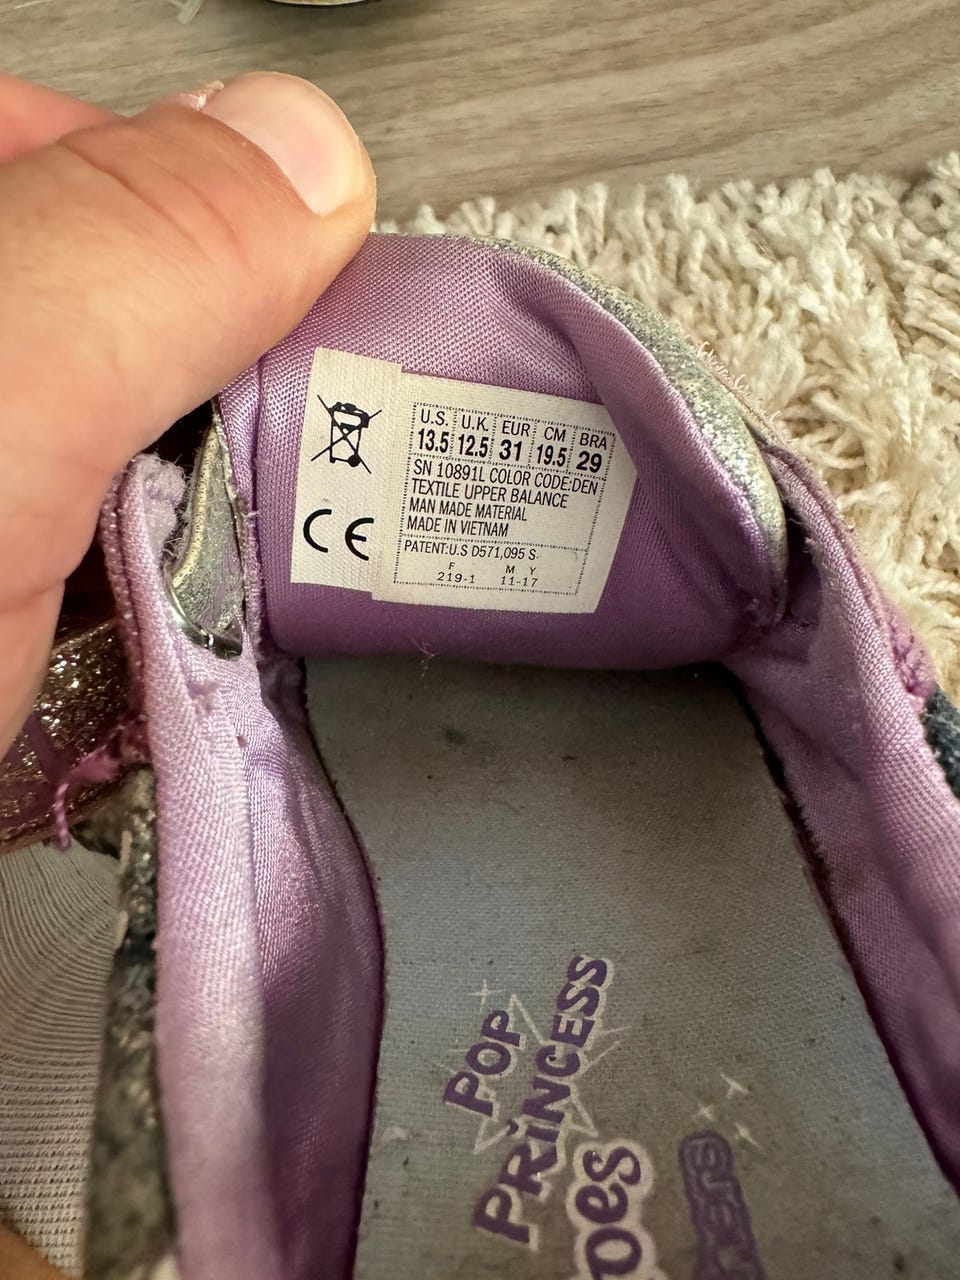 U.S. U.K. EUR CM BRA
13.5 12.5 31 19.5 29
SN 10891L COLOR CODE:DEN
TEXTILE UPPER BALANCE
MAN MADE MATERIAL
MADE IN VIETNAM
PATENT:U.S D571,095 S
F M Y
219-1 11-17
CE
POP
PRINCESS